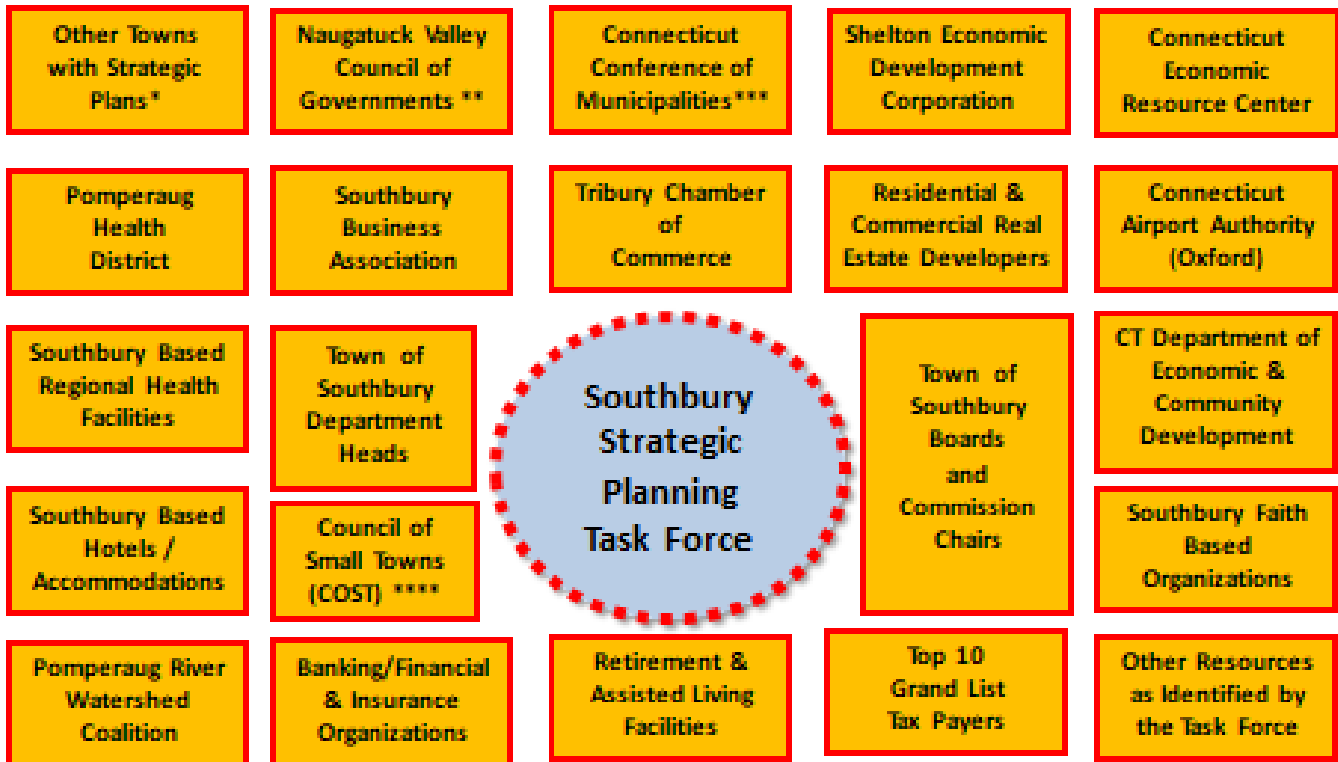 Other Towns
with Strategic
Plans*
Naugatuck Valley
Council of
Governments **
Connecticut
Conference of
Municipalities***
Shelton Economic
Development
Corporation
Connecticut
Economic
Resource Center
Pomperaug
Health
District
Southbury
Business
Association
Tribury Chamber
of
Commerce
Residential &
Commercial Real
Estate Developers
Connecticut
Airport Authority
(Oxford)
Southbury Based
Regional Health
Facilities
Town of
Southbury
Department
Heads
Southbury
Strategic
Planning
Task Force
Town of
Southbury
Boards
and
Commission
Chairs
CT Department of
Economic &
Community
Development
Southbury Based
Hotels /
Accommodations
Council of
Small Towns
(COST) ****
Southbury Faith
Based
Organizations
Pomperaug River
Watershed
Coalition
Banking/Financial
& Insurance
Organizations
Retirement &
Assisted Living
Facilities
Top 10
Grand List
Tax Payers
Other Resources
as Identified by
the Task Force